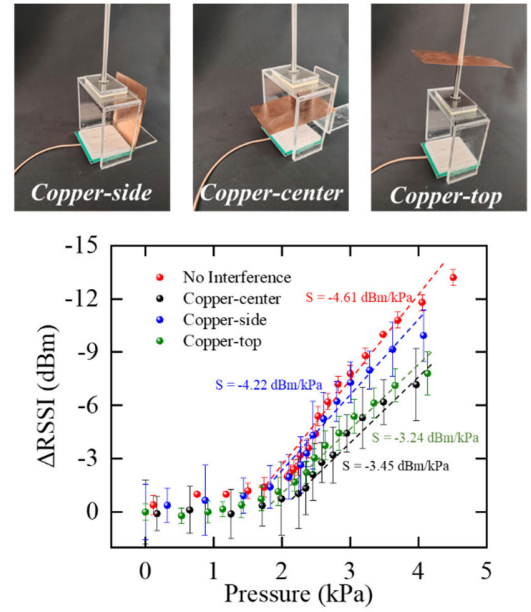 Copper-side
Copper-center
Copper-top
-15
-12
-9
-6
-3
0
ΔRSSI (dBm)
No Interference
Copper-center
Copper-side
Copper-top
S = -4.61 dBm/kPa
S = -4.22 dBm/kPa
S = -3.24 dBm/kPa
S = -3.45 dBm/kPa
0 1 2 3 4 5
Pressure (kPa)